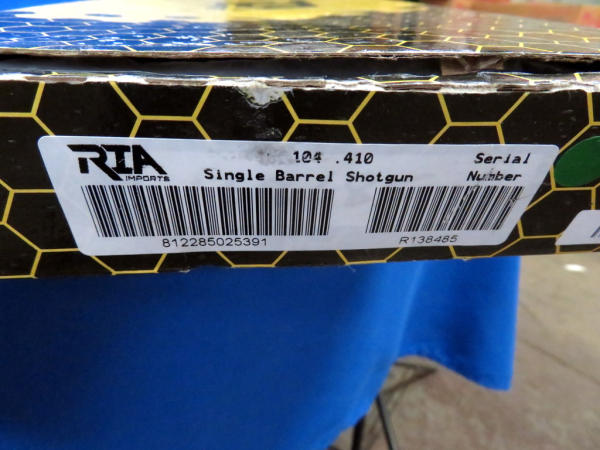 RIA
IMPORTS
104 .410
Single Barrel Shotgun
812285025391
Serial
Number
R138485